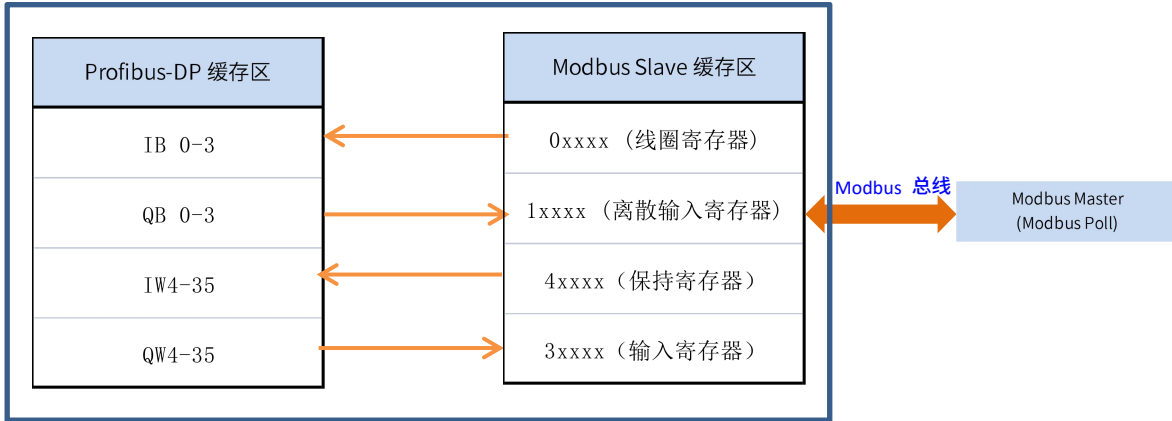 Profibus-DP 缓存区
IB 0-3
QB 0-3
IW4-35
QW4-35
Modbus Slave 缓存区
0xxxx (线圈寄存器)
1xxxx (离散输入寄存器)
4xxxx（保持寄存器）
3xxxx（输入寄存器）
Modbus 总线
Modbus Master
(Modbus Poll)